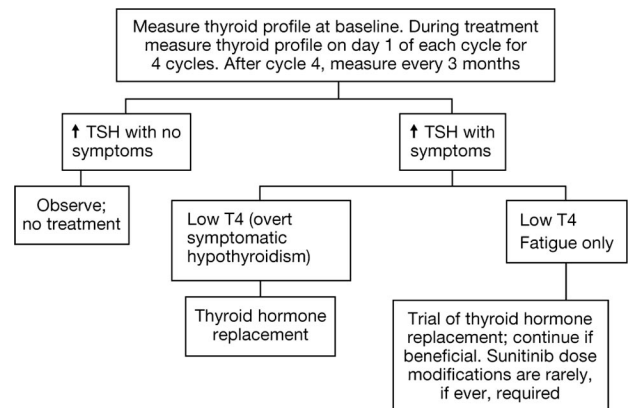 Measure thyroid profile at baseline. During treatment
measure thyroid profile on day 1 of each cycle for
4 cycles. After cycle 4, measure every 3 months
↑ TSH with no
symptoms
↑ TSH with
symptoms
Observe;
no treatment
Low T4 (overt
symptomatic
hypothyroidism)
Low T4
Fatigue only
Thyroid hormone
replacement
Trial of thyroid hormone
replacement; continue if
beneficial. Sunitinib dose
modifications are rarely,
if ever, required